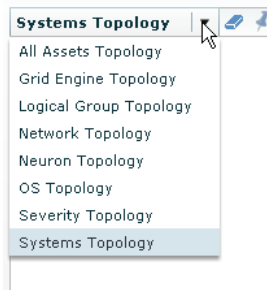 Systems Topology
All Assets Topology
Grid Engine Topology
Logical Group Topology
Network Topology
Neuron Topology
OS Topology
Severity Topology
Systems Topology